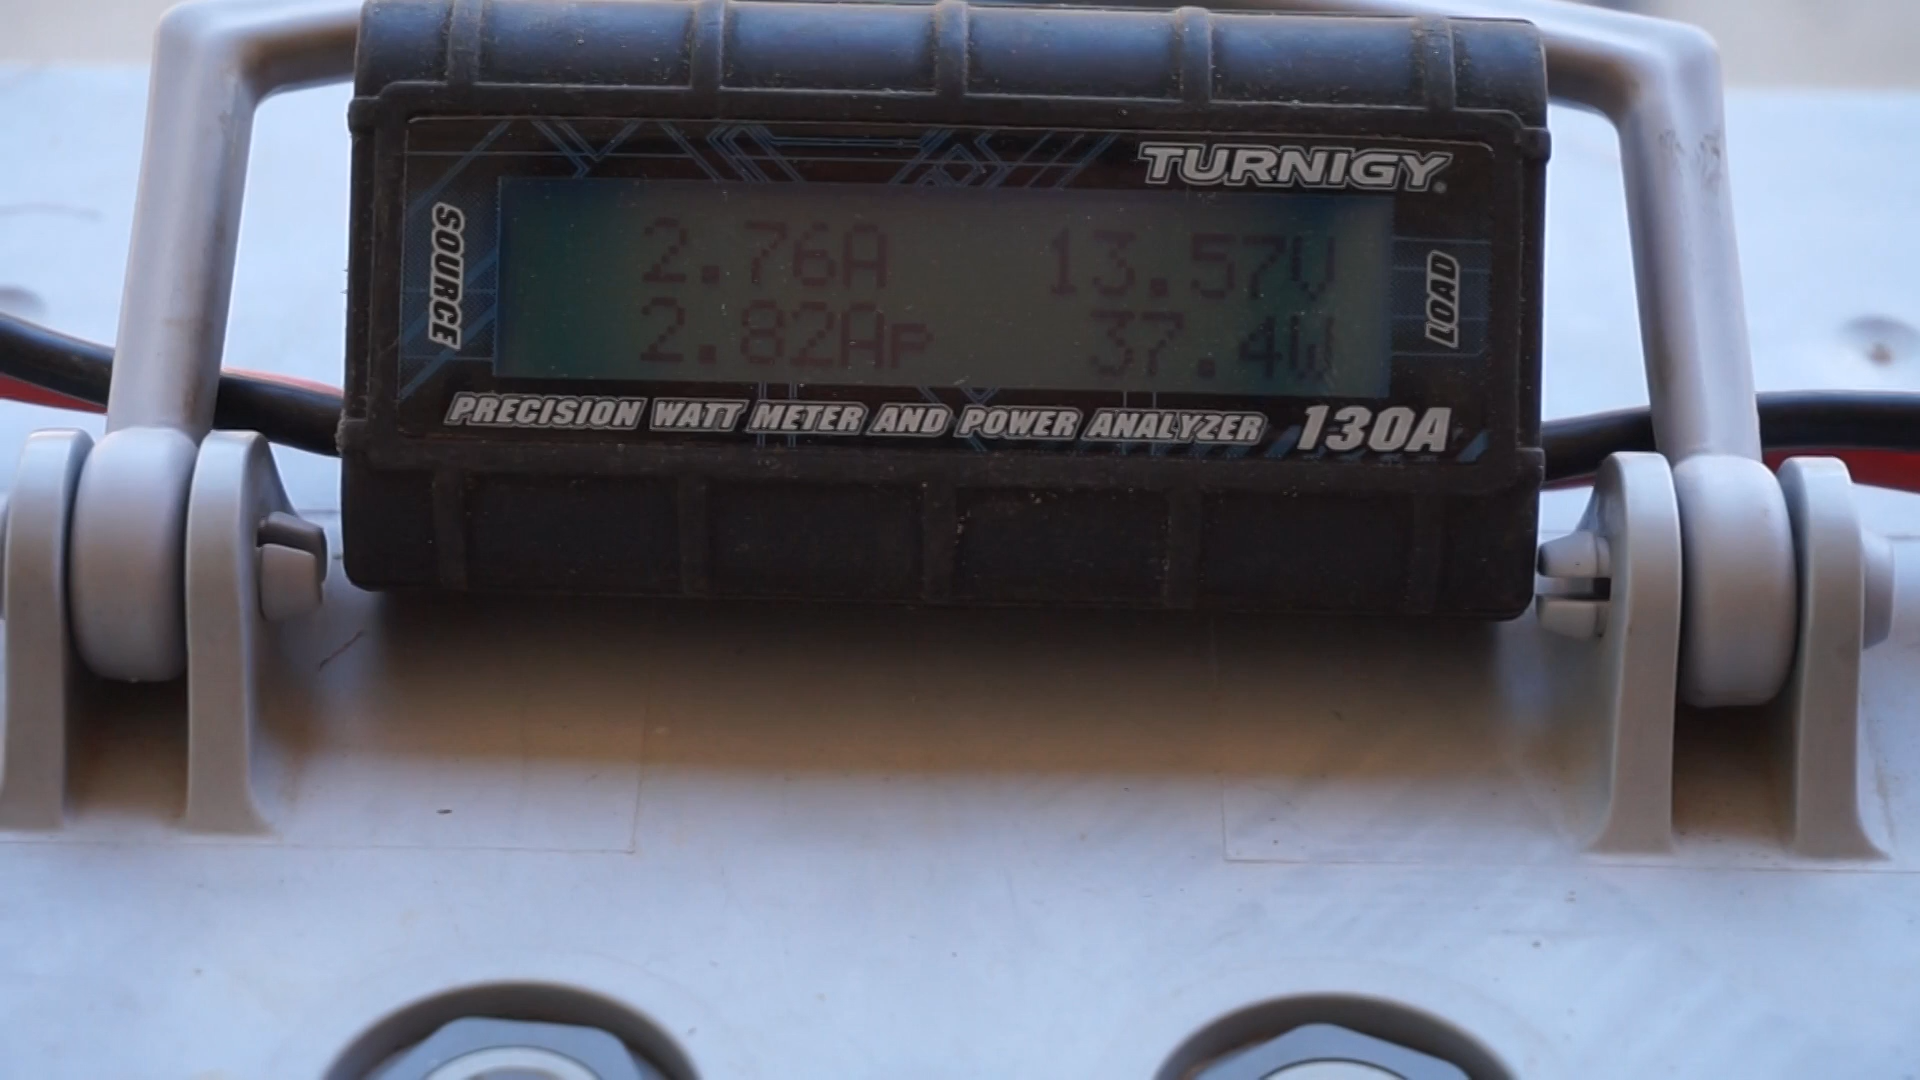 TURNIGY
SOURCE
2.76A 13.57V
2.82Ap 37.4W
LOAD
PRECISION WATT METER AND POWER ANALYZER 130A